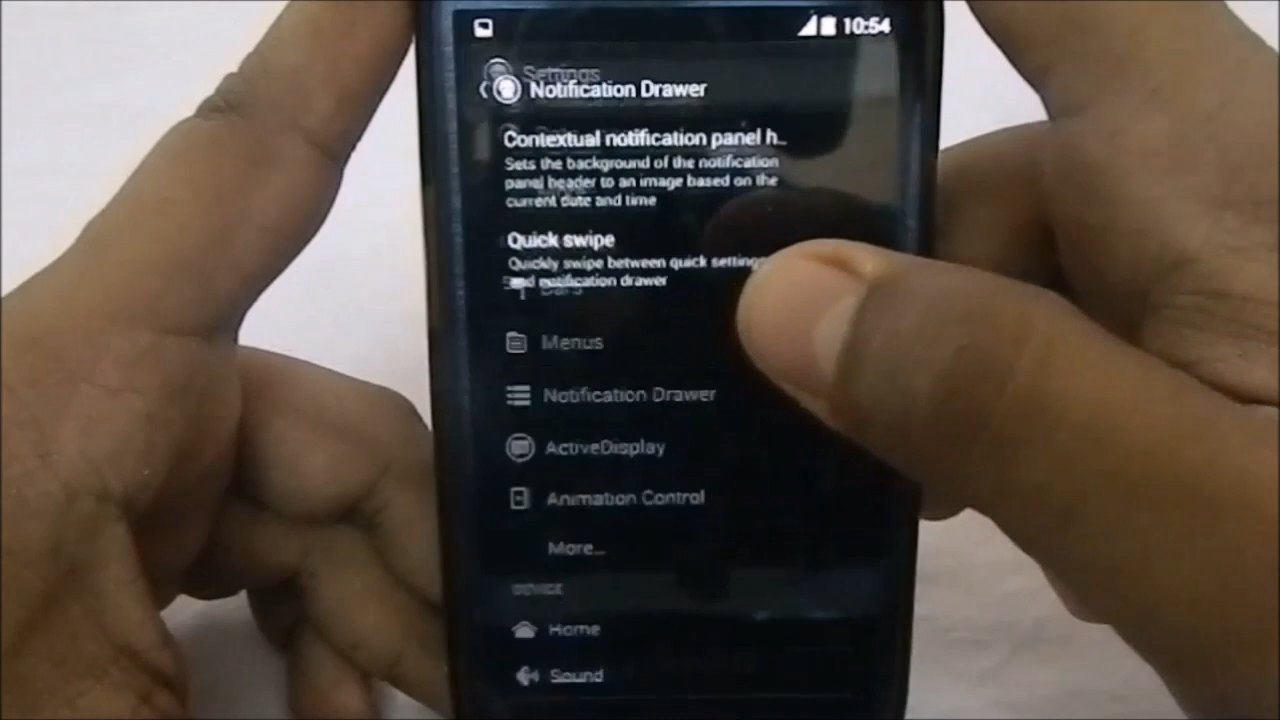 10:54
Settings
Notification Drawer
Contextual notification panel h..
Sets the background of the notification
panel header to an image based on the
current date and time
Quick swipe
Quickly swipe between quick settings
and notification drawer
Bars
Menus
Notification Drawer
ActiveDisplay
Animation Control
More...
DEVICE
Home
Sound